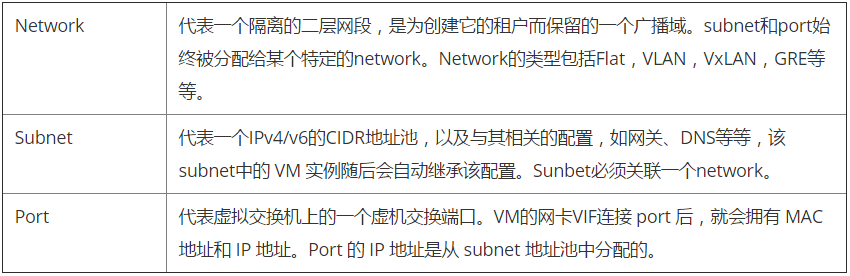 Network
代表一个隔离的二层网段，是为创建它的租户而保留的一个广播域。subnet和port始
终被分配给某个特定的network。Network的类型包括Flat，VLAN，VxLAN，GRE等
等。
Subnet
代表一个IPv4/v6的CIDR地址池，以及与其相关的配置，如网关、DNS等等，该
subnet中的 VM 实例随后会自动继承该配置。Sunbet必须关联一个network。
Port
代表虚拟交换机上的一个虚机交换端口。VM的网卡VIF连接 port 后，就会拥有 MAC
地址和 IP 地址。Port 的 IP 地址是从 subnet 地址池中分配的。